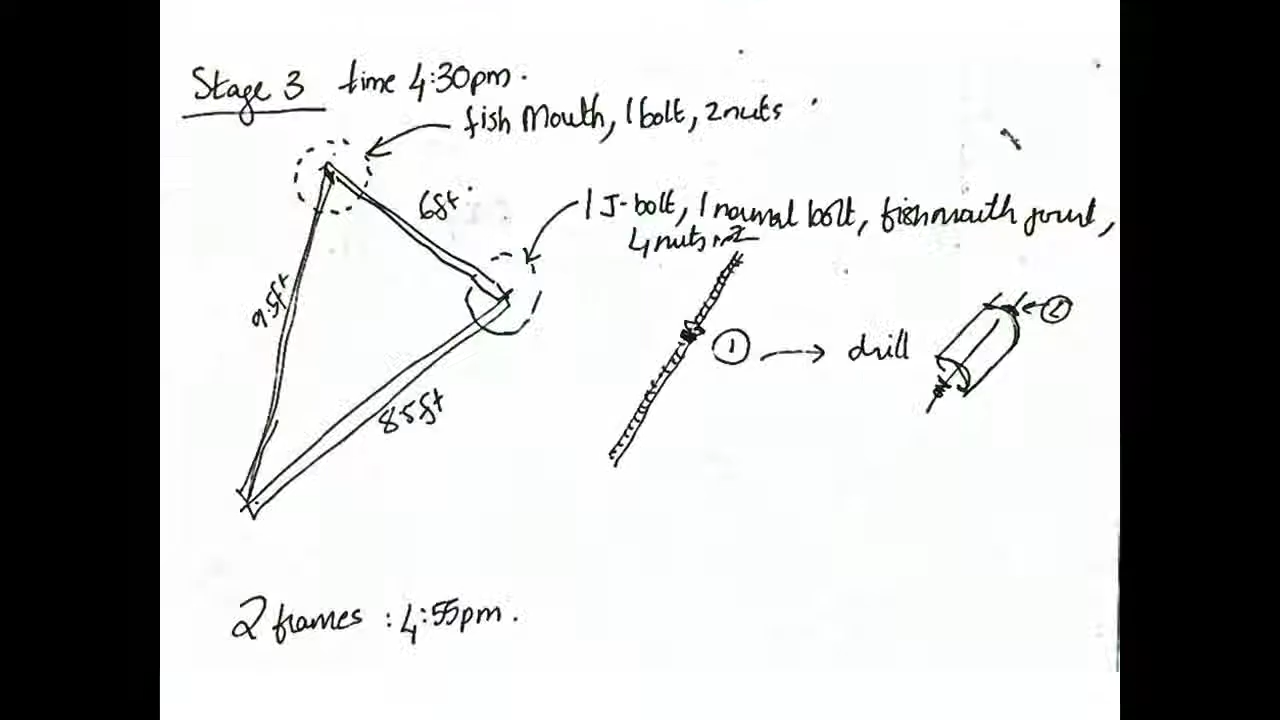 Stage 3 time 4:30pm.
fish Mouth, 1 bolt, 2 nuts
6ft
1 J-bolt, 1 normal bolt, fishmouth joint,
4 nuts
9.5ft
1 → drill
2
8.5ft
2 frames : 4:55pm.